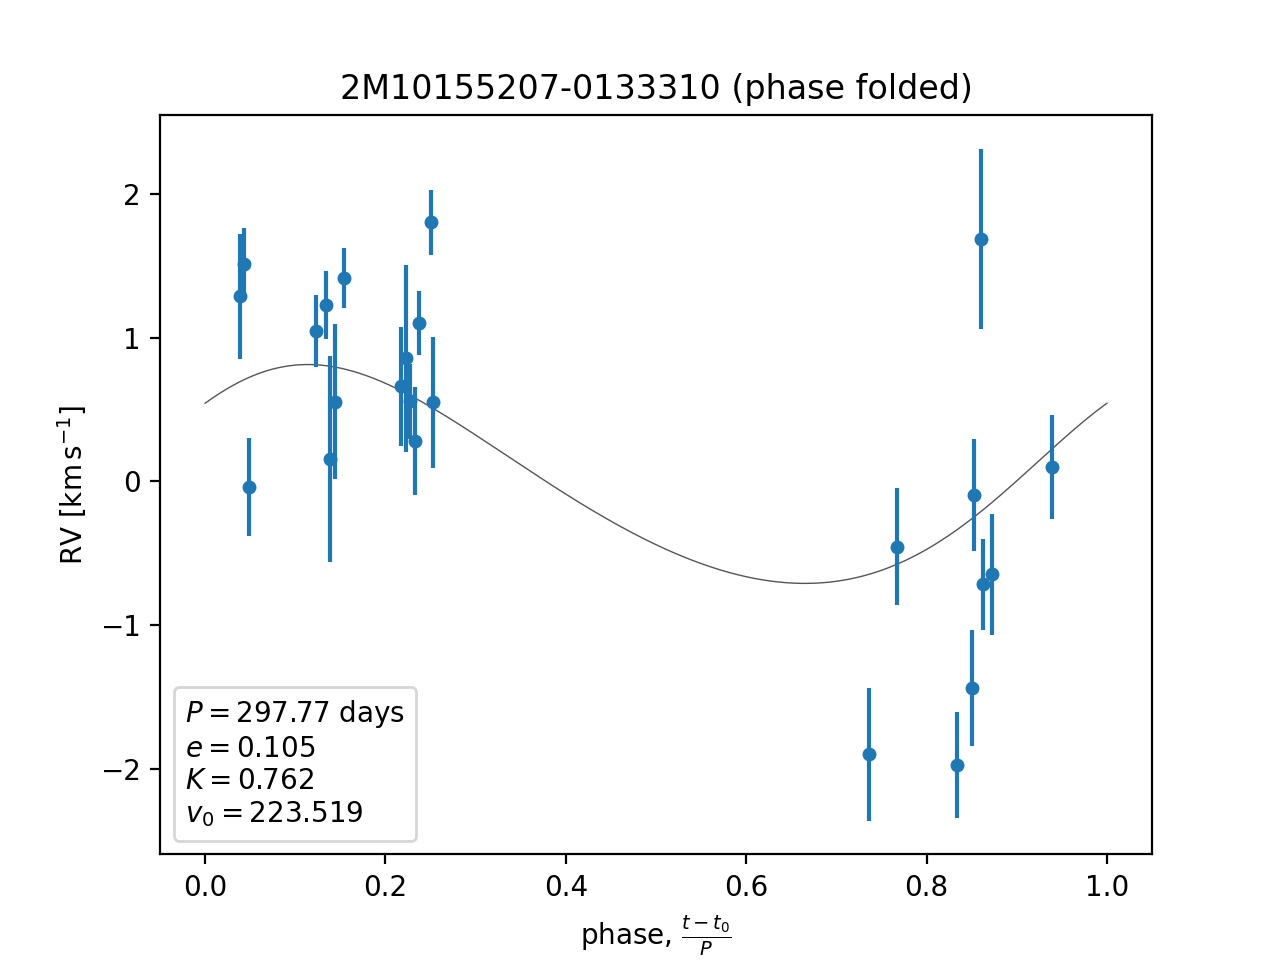 2M10155207-0133310 (phase folded)
RV [km s⁻¹]
2
1
0
−1
−2
P = 297.77 days
e = 0.105
K = 0.762
v₀ = 223.519
0.0 0.2 0.4 0.6 0.8 1.0
phase, (t − t₀)/P